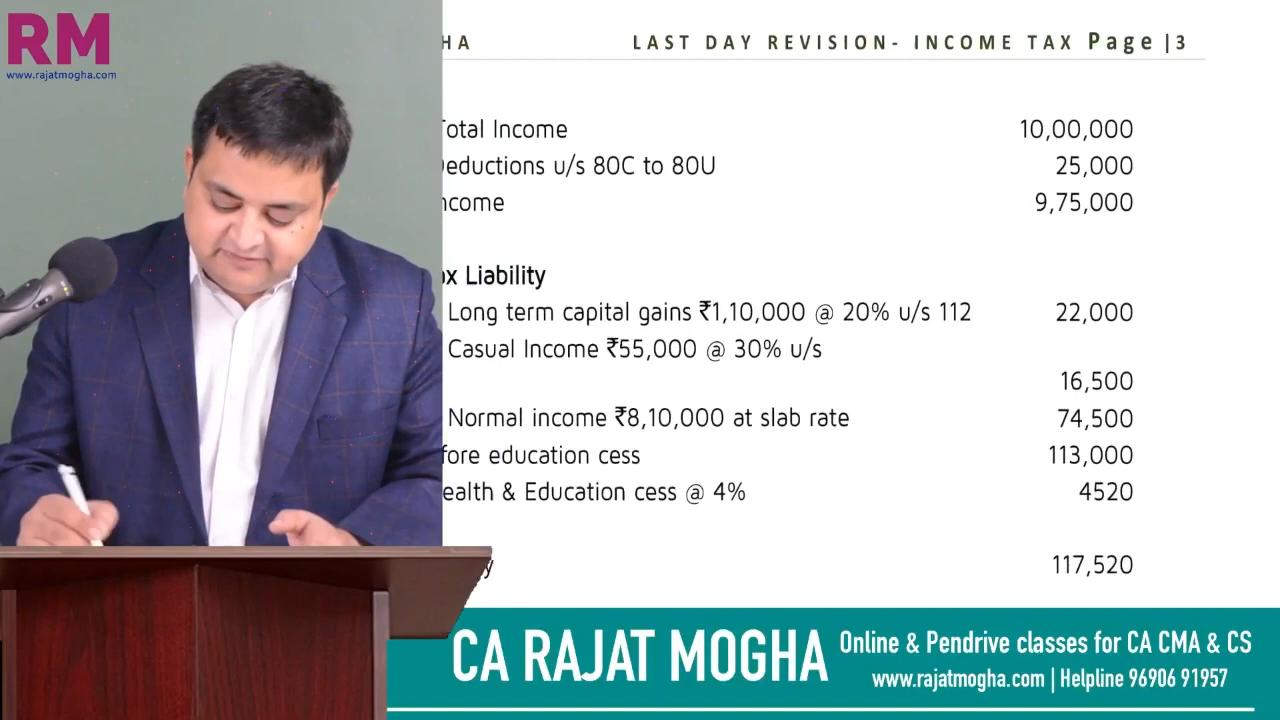 RM
www.rajatmogha.com
HA LAST DAY REVISION- INCOME TAX Page |3
Total Income 10,00,000
Deductions u/s 80C to 80U 25,000
ncome 9,75,000
ax Liability
Long term capital gains ₹1,10,000 @ 20% u/s 112 22,000
Casual Income ₹55,000 @ 30% u/s
16,500
Normal income ₹8,10,000 at slab rate 74,500
fore education cess 113,000
ealth & Education cess @ 4% 4520
y 117,520
CA RAJAT MOGHA
Online & Pendrive classes for CA CMA & CS
www.rajatmogha.com | Helpline 96906 91957